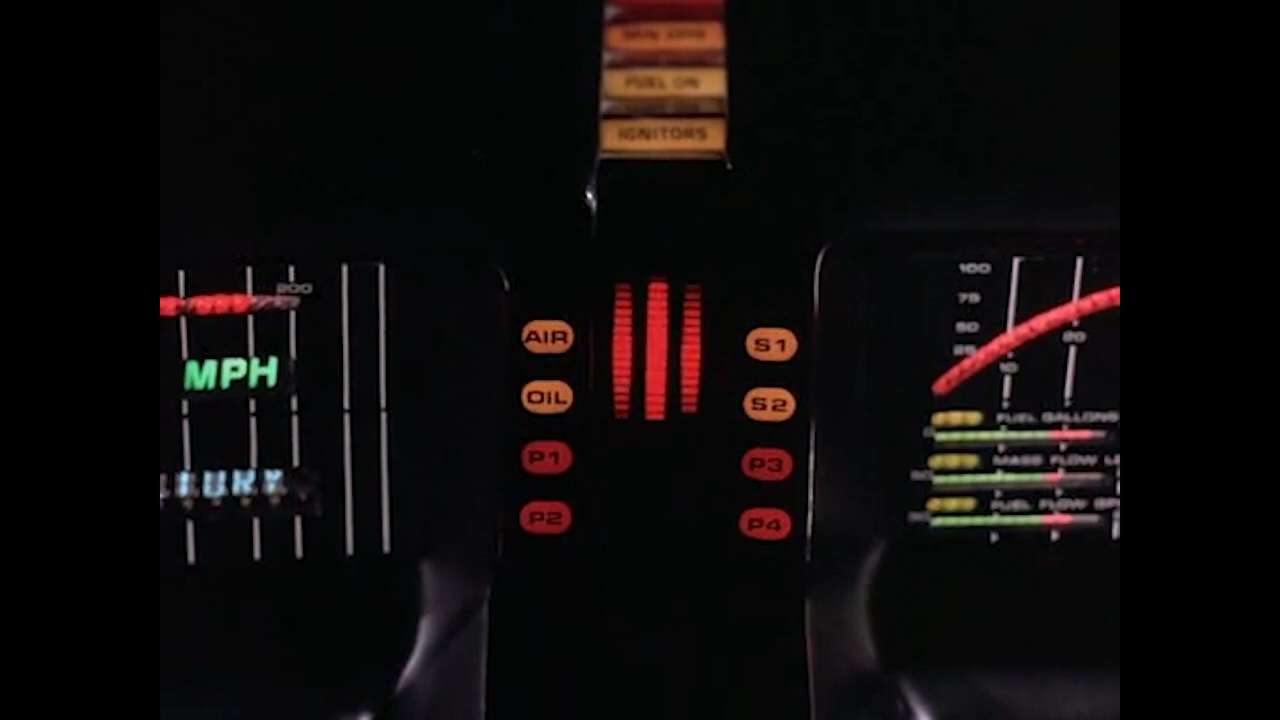 FUEL ON
IGNITORS
200
MPH
AIR
OIL
P1
P2
S1
S2
P3
P4
100
75
50
25
10
20
FUEL GALLONS
MASS FLOW
FUEL FLOW